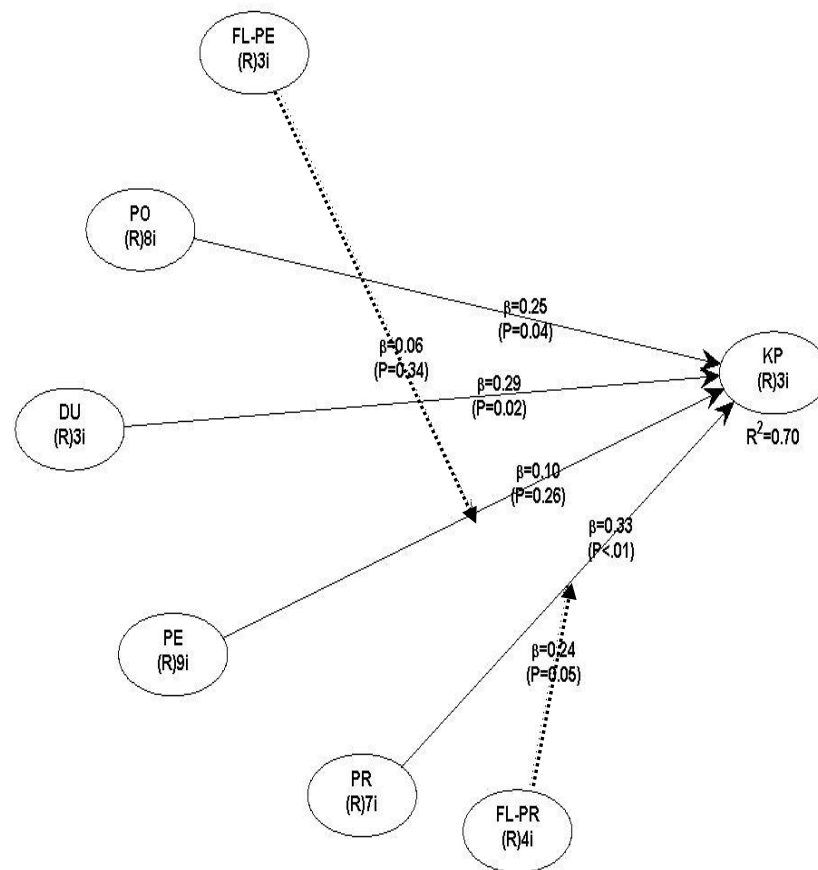 FL-PE
(R)3i
PO
(R)8i
β=0.25
(P=0.04)
β=0.06
(P=0.34)
KP
(R)3i
R²=0.70
β=0.29
(P=0.02)
DU
(R)3i
β=0.10
(P=0.26)
β=0.33
(P<.01)
PE
(R)9i
β=0.24
(P=0.05)
PR
(R)7i
FL-PR
(R)4i